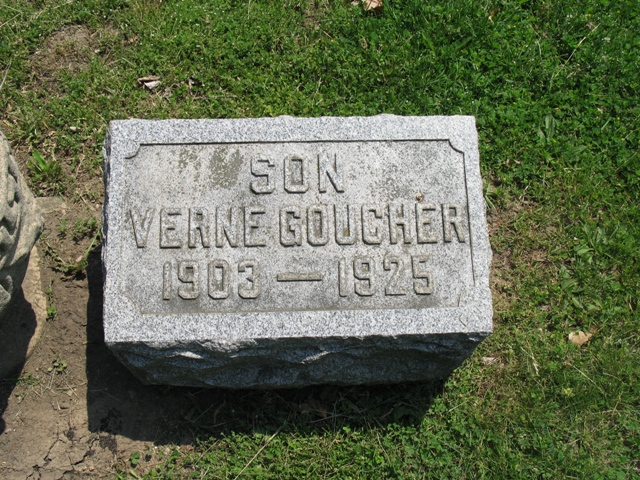 SON
VERNE GOUCHER
1903 — 1925